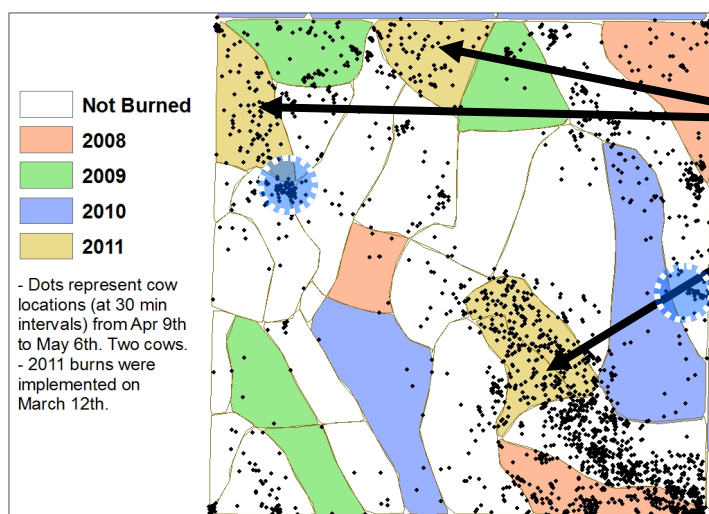 Not Burned
2008
2009
2010
2011
- Dots represent cow
locations (at 30 min
intervals) from Apr 9th
to May 6th. Two cows.
- 2011 burns were
implemented on
March 12th.